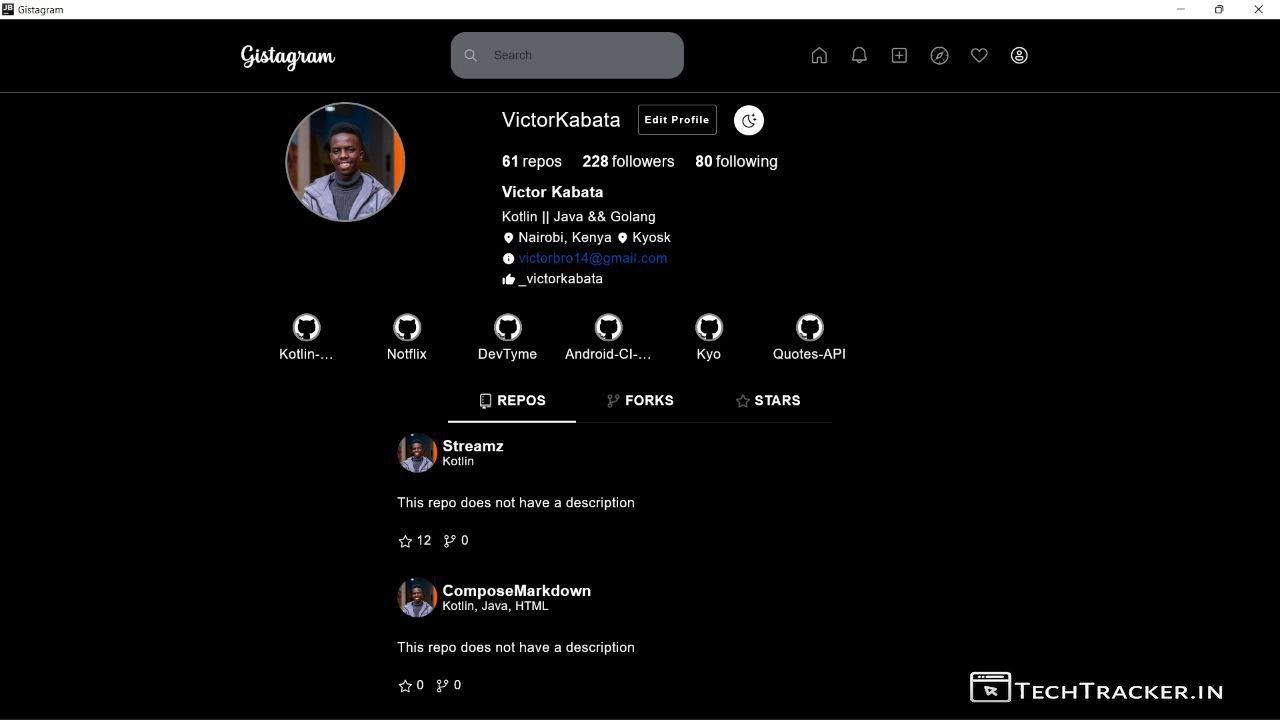 Gistagram
Gistagram
Search
VictorKabata
Edit Profile
61 repos 228 followers 80 following
Victor Kabata
Kotlin || Java && Golang
Nairobi, Kenya Kyosk
victorbro14@gmail.com
_victorkabata
Kotlin-... Notflix DevTyme Android-CI-... Kyo Quotes-API
REPOS FORKS STARS
Streamz
Kotlin
This repo does not have a description
12 0
ComposeMarkdown
Kotlin, Java, HTML
This repo does not have a description
0 0
TECHTRACKER.IN